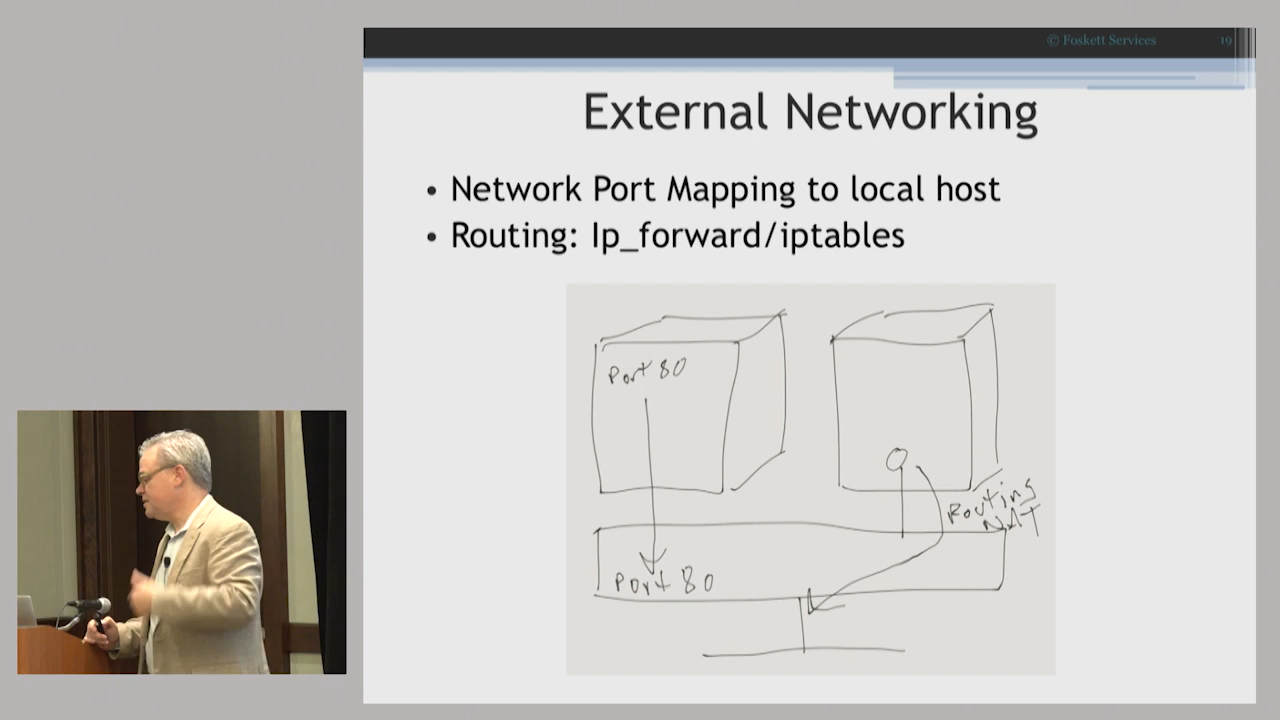 © Foskett Services 19
External Networking
• Network Port Mapping to local host
• Routing: Ip_forward/iptables
Port 80
Routing
NAT
Port 80